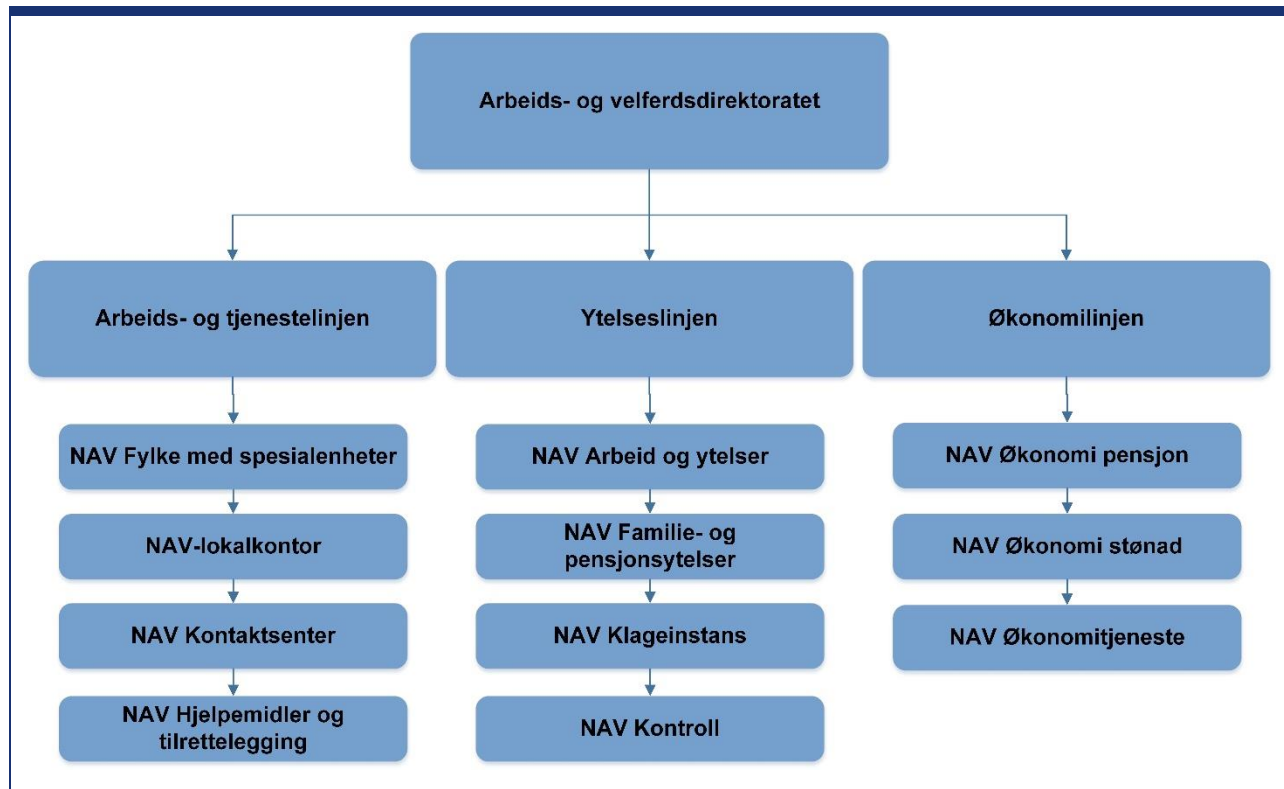 Arbeids- og velferdsdirektoratet
Arbeids- og tjenestelinjen
Ytelseslinjen
Økonomilinjen
NAV Fylke med spesialenheter
NAV Arbeid og ytelser
NAV Økonomi pensjon
NAV-lokalkontor
NAV Familie- og
pensjonsytelser
NAV Økonomi stønad
NAV Kontaktsenter
NAV Klageinstans
NAV Økonomitjeneste
NAV Hjelpemidler og
tilrettelegging
NAV Kontroll